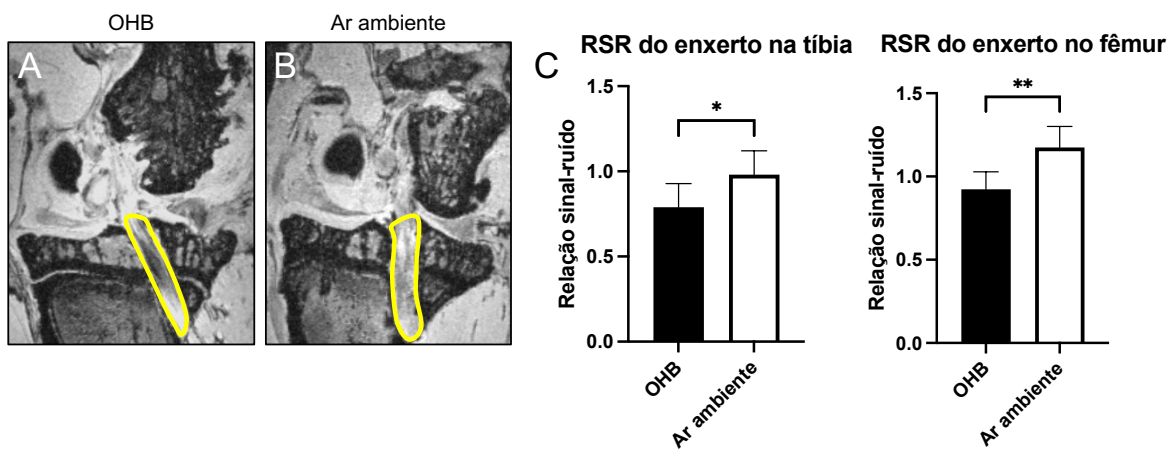 OHB
Ar ambiente
A
B
C
RSR do enxerto na tíbia
Relação sinal-ruído
1.5
1.0
0.5
0.0
*
OHB
Ar ambiente
RSR do enxerto no fêmur
Relação sinal-ruído
1.5
1.0
0.5
0.0
**
OHB
Ar ambiente